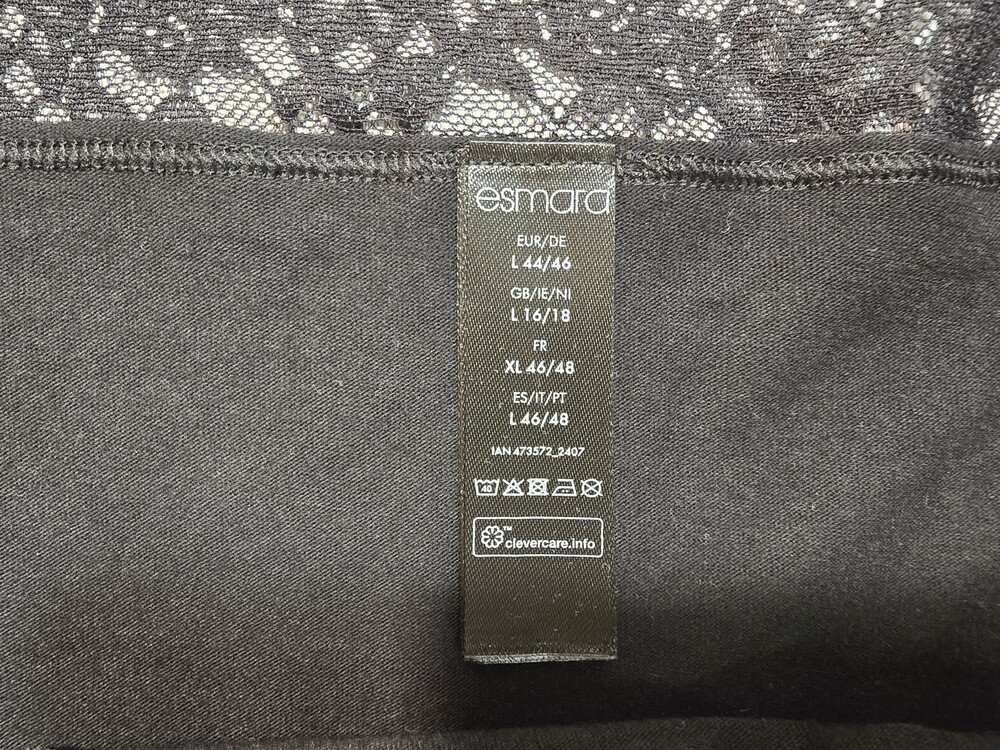 esmara
EUR/DE
L 44/46
GB/IE/NI
L 16/18
FR
XL 46/48
ES/IT/PT
L 46/48
IAN 473572_2407
40
™
clevercare.info